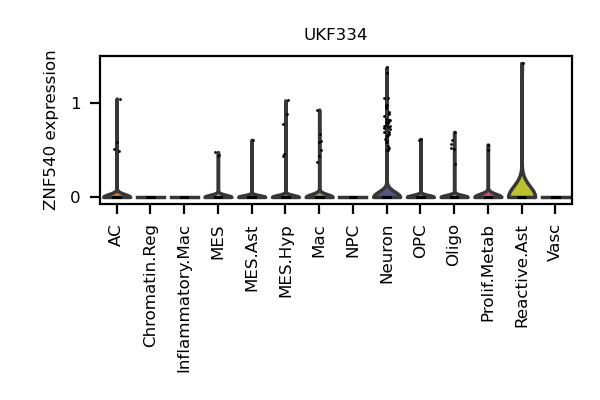 UKF334
ZNF540 expression
1
0
AC
Chromatin.Reg
Inflammatory.Mac
MES
MES.Ast
MES.Hyp
Mac
NPC
Neuron
OPC
Oligo
Prolif.Metab
Reactive.Ast
Vasc